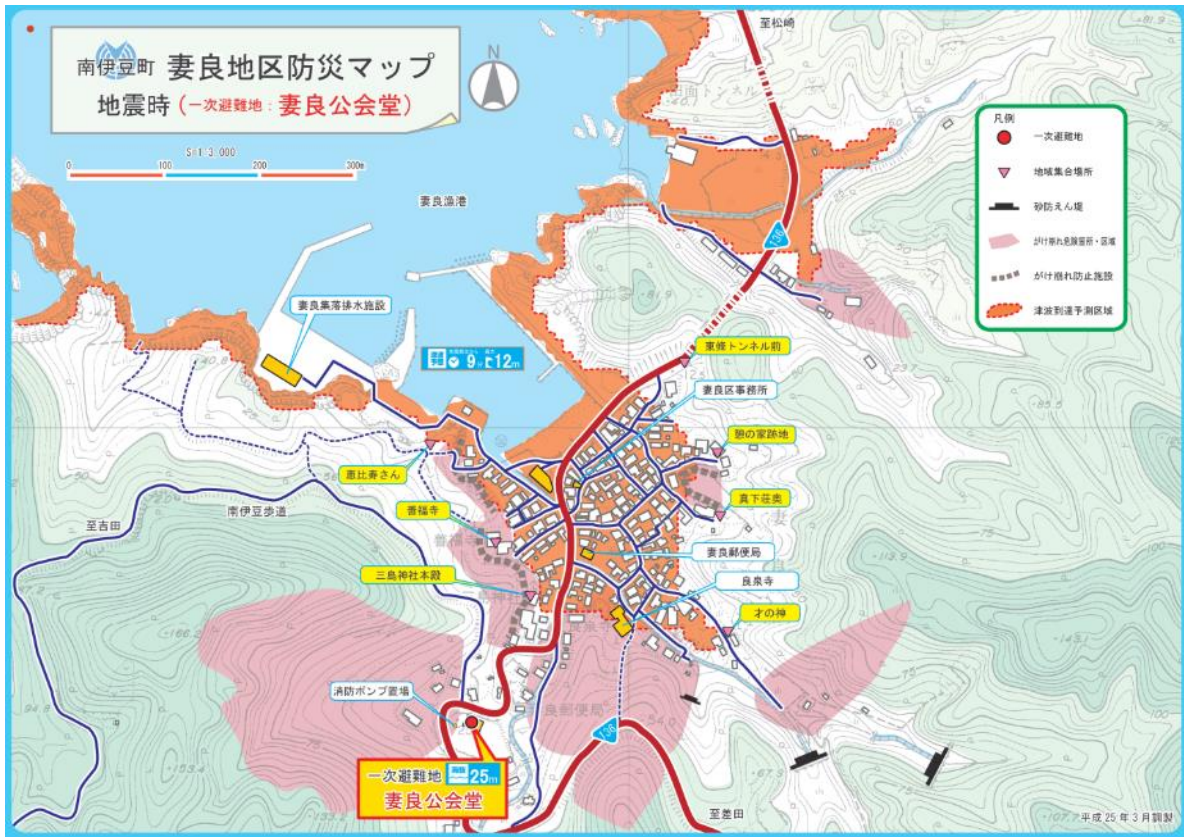 南伊豆町 妻良地区防災マップ
地震時(一次避難地:妻良公会堂)
N
S=1:3,000
0 100 200 300m
至松崎
凡例
一次避難地
地域集合場所
砂防えん堤
がけ崩れ危険箇所・区域
がけ崩れ防止施設
津波到達予測区域
妻良漁港
136
妻良集落排水施設
9分
12m
東條トンネル前
妻良区事務所
憩の家跡地
恵比寿さん
善福寺
真下荘奥
至吉田
南伊豆歩道
妻良郵便局
三島神社本殿
良泉寺
才の神
消防ポンプ置場
良郵便局
136
一次避難地 海抜 25m
妻良公会堂
至差田
平成25年3月調製